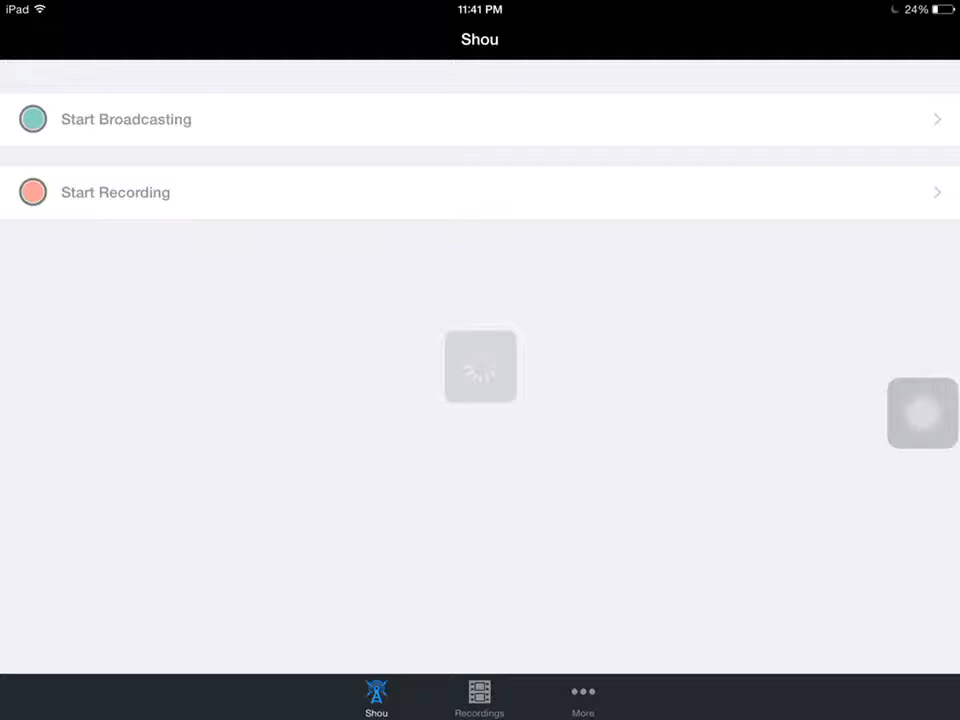 iPad
11:41 PM
24%
Shou
Start Broadcasting
Start Recording
Shou
Recordings
More